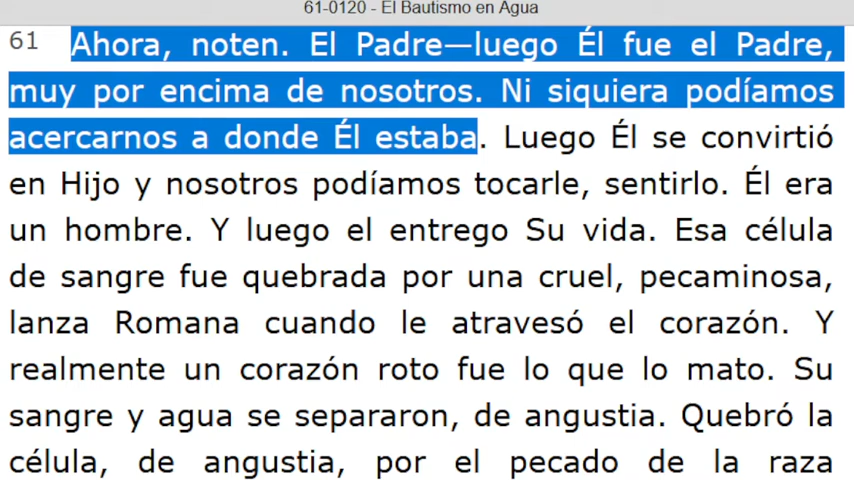 61-0120 - El Bautismo en Agua
61 Ahora, noten. El Padre—luego Él fue el Padre,
muy por encima de nosotros. Ni siquiera podíamos
acercarnos a donde Él estaba. Luego Él se convirtió
en Hijo y nosotros podíamos tocarle, sentirlo. Él era
un hombre. Y luego el entrego Su vida. Esa célula
de sangre fue quebrada por una cruel, pecaminosa,
lanza Romana cuando le atravesó el corazón. Y
realmente un corazón roto fue lo que lo mato. Su
sangre y agua se separaron, de angustia. Quebró la
célula, de angustia, por el pecado de la raza